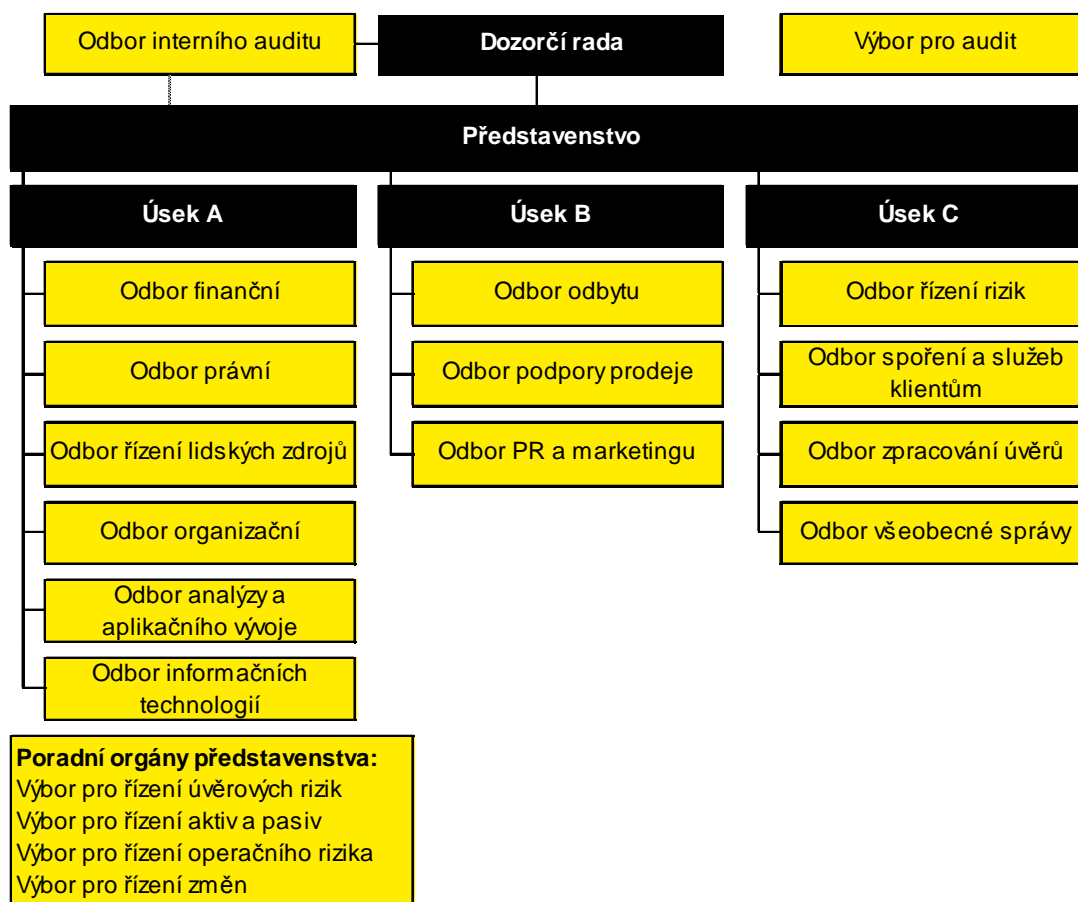 Odbor interního auditu
Dozorčí rada
Výbor pro audit
Představenstvo
Úsek A
Úsek B
Úsek C
Odbor finanční
Odbor odbytu
Odbor řízení rizik
Odbor právní
Odbor podpory prodeje
Odbor spoření a služeb
klientům
Odbor řízení lidských zdrojů
Odbor PR a marketingu
Odbor zpracování úvěrů
Odbor organizační
Odbor všeobecné správy
Odbor analýzy a
aplikačního vývoje
Odbor informačních
technologií
Poradní orgány představenstva:
Výbor pro řízení úvěrových rizik
Výbor pro řízení aktiv a pasiv
Výbor pro řízení operačního rizika
Výbor pro řízení změn